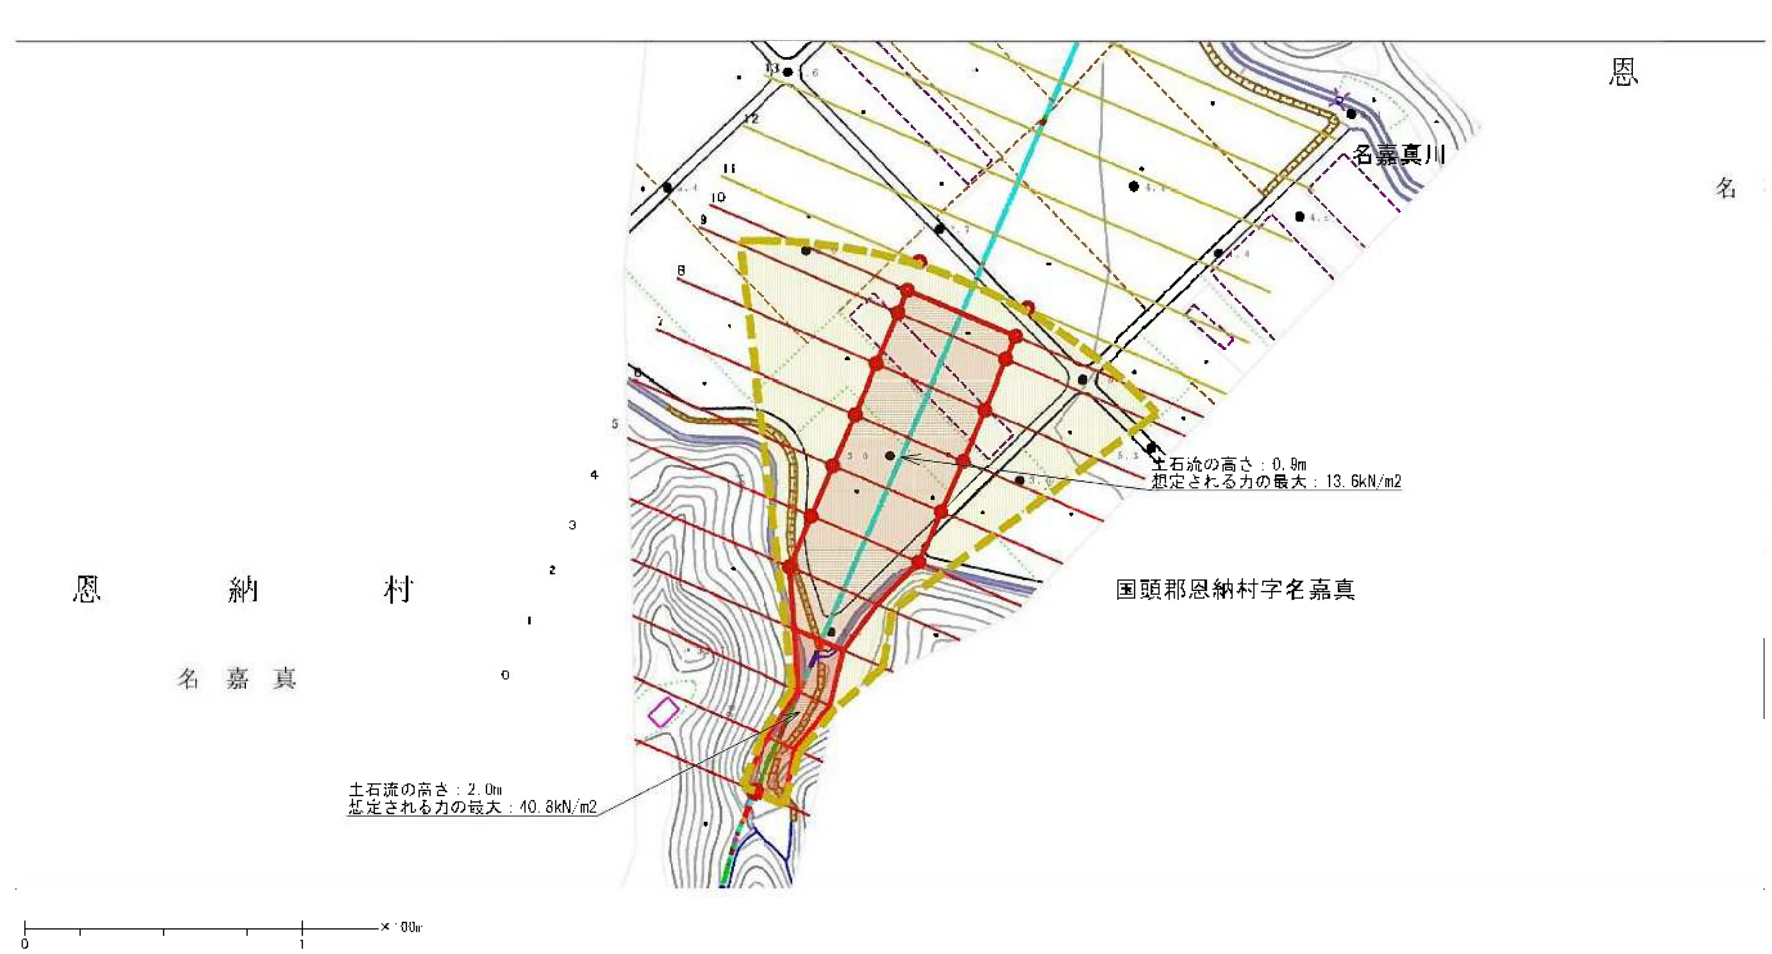 恩
13
12
名嘉真川
11
名
10
9
8
7
6
5
土石流の高さ：0.9m
4
想定される力の最大：13.6kN/m2
3
2
恩 納 村
国頭郡恩納村字名嘉真
1
名 嘉 真
0
土石流の高さ：2.0m
想定される力の最大：40.8kN/m2
×100m
0 1